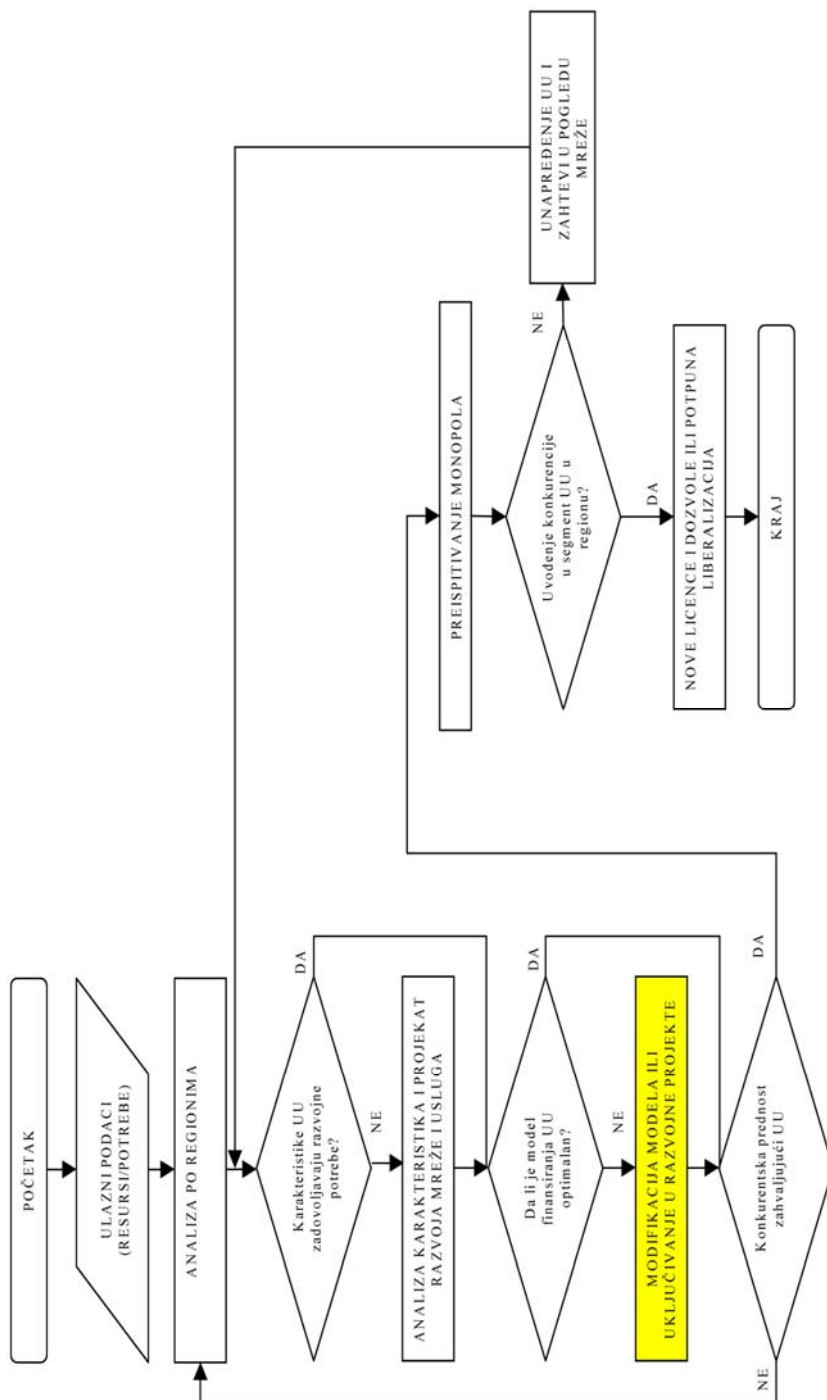 POČETAK
ULAZNI PODACI
(RESURSI/POTREBE)
ANALIZA PO REGIONIMA
Karakteristike UU
zadovoljavaju razvojne
potrebe?
DA
NE
ANALIZA KARAKTERISTIKA I PROJEKAT
RAZVOJA MREŽE I USLUGA
Da li je model
finansiranja UU
optimalan?
DA
NE
MODIFIKACIJA MODELA ILI
UKLJUČIVANJE U RAZVOJNE PROJEKTE
Konkurentska prednost
zahvaljujući UU
NE
DA
PREISPITIVANJE MONOPOLA
Uvođenje konkurencije
u segment UU u
regionu?
NE
DA
UNAPREĐENJE UU I
ZAHTEVI U POGLEDU
MREŽE
NOVE LICENCE I DOZVOLE ILI POTPUNA
LIBERALIZACIJA
KRAJ